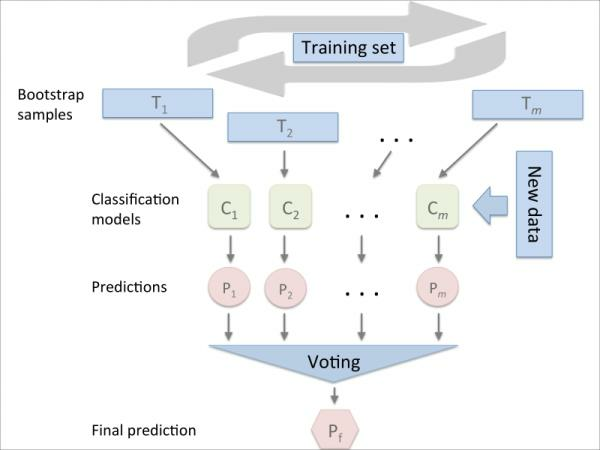 Training set
Bootstrap
samples
T1
T2
. . .
Tm
Classification
models
C1
C2
. . .
Cm
New data
Predictions
P1
P2
. . .
Pm
Voting
Final prediction
Pf